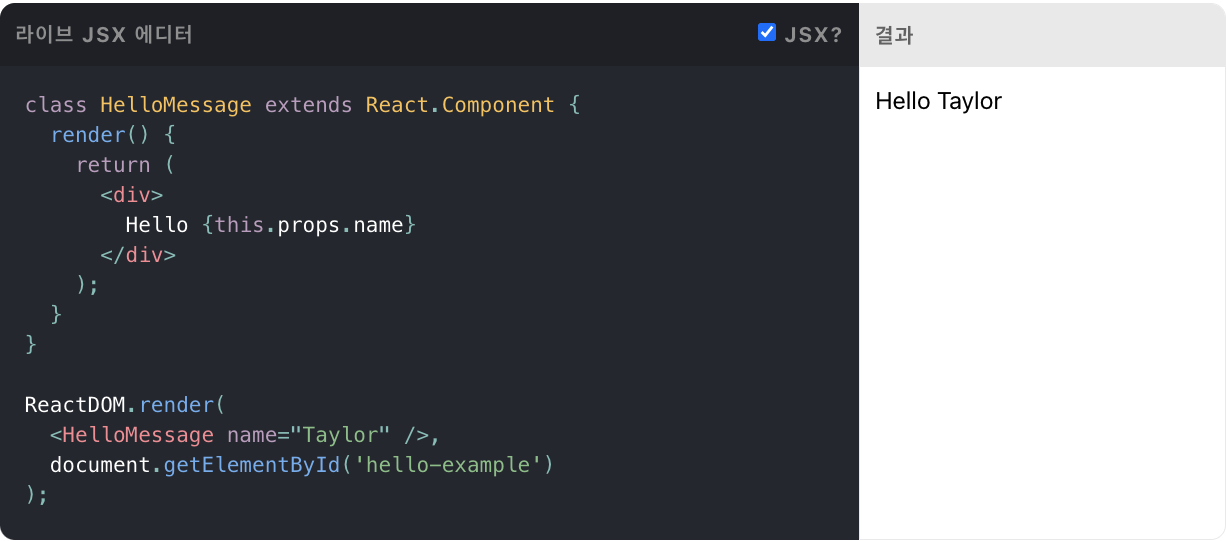 라이브 JSX 에디터
JSX?
class HelloMessage extends React.Component {
  render() {
    return (
      <div>
        Hello {this.props.name}
      </div>
    );
  }
}

ReactDOM.render(
  <HelloMessage name="Taylor" />,
  document.getElementById('hello-example')
);
결과
Hello Taylor